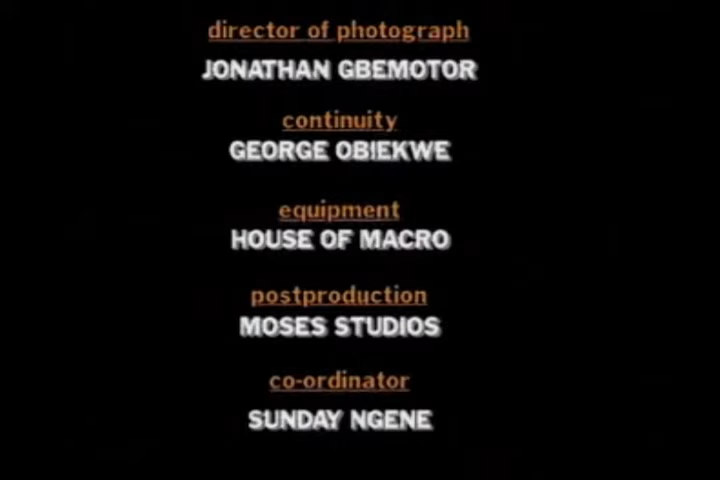 director of photograph
JONATHAN GBEMOTOR
continuity
GEORGE OBIEKWE
equipment
HOUSE OF MACRO
postproduction
MOSES STUDIOS
co-ordinator
SUNDAY NGENE